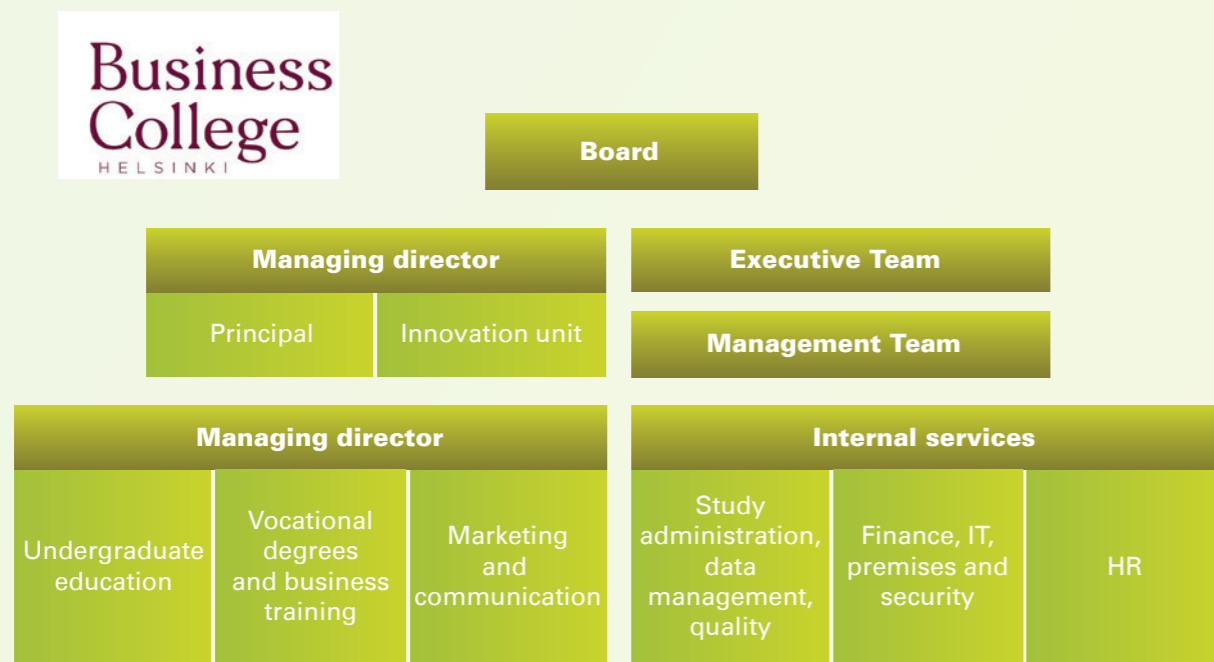 Business
College
HELSINKI
Board
Managing director
Principal
Innovation unit
Executive Team
Management Team
Managing director
Undergraduate
education
Vocational
degrees
and business
training
Marketing
and
communication
Internal services
Study
administration,
data
management,
quality
Finance, IT,
premises and
security
HR